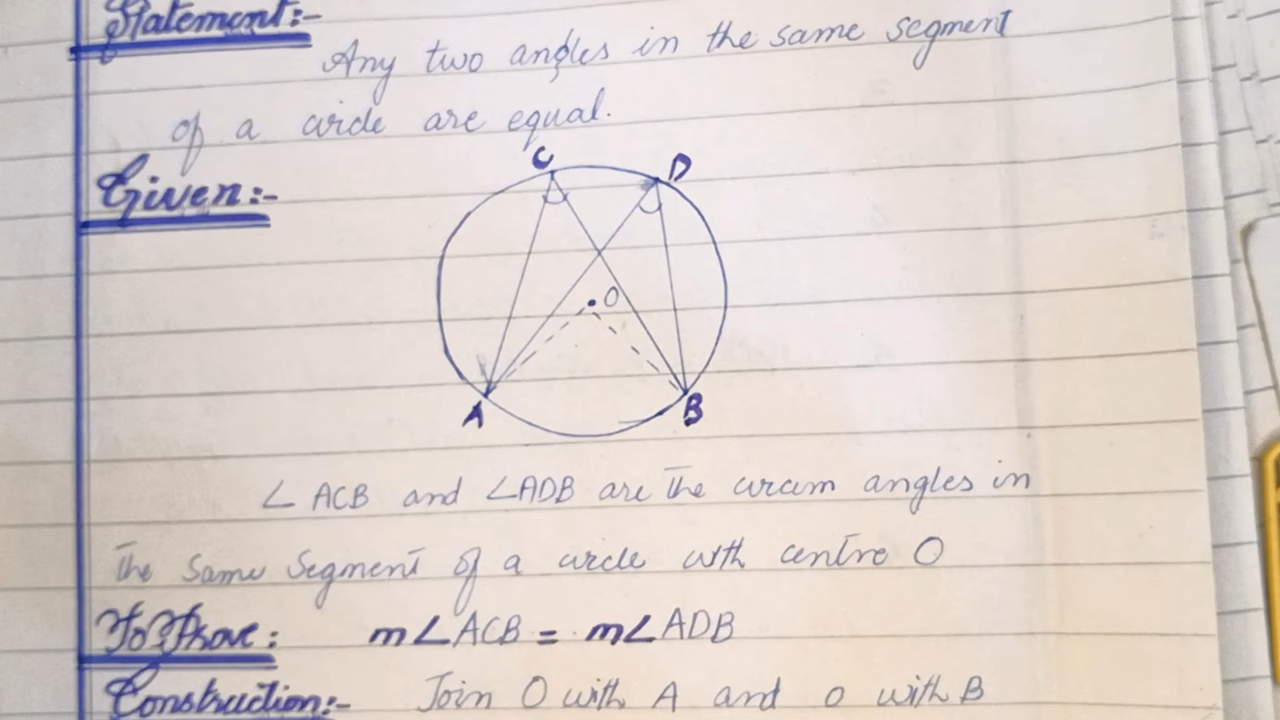 Statement:-
Any two angles in the same segment
of a circle are equal.
Given:-
C D
O
A B
∠ACB and ∠ADB are the circum angles in
the same segment of a circle with centre O
To Prove: m∠ACB = m∠ADB
Construction:- Join O with A and o with B